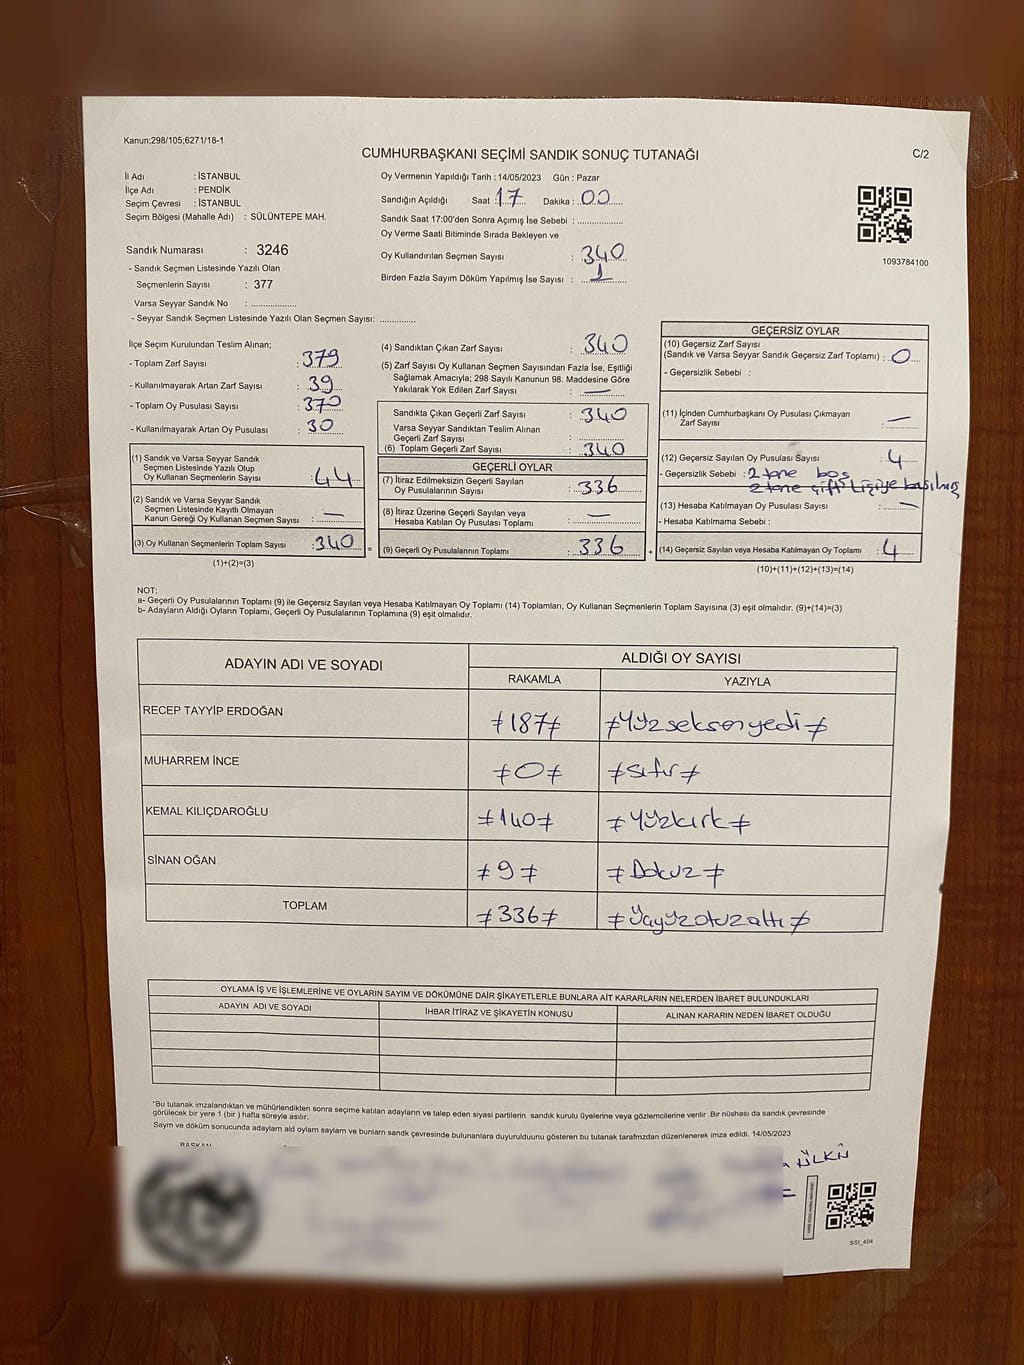 Kanun:298/105;6271/18-1
CUMHURBAŞKANI SEÇİMİ SANDIK SONUÇ TUTANAĞI
C/2
İl Adı : İSTANBUL
İlçe Adı : PENDİK
Seçim Çevresi : İSTANBUL
Seçim Bölgesi (Mahalle Adı) : SÜLÜNTEPE MAH.
Sandık Numarası : 3246
- Sandık Seçmen Listesinde Yazılı Olan
Seçmenlerin Sayısı : 377
Varsa Seyyar Sandık No : ..................
- Seyyar Sandık Seçmen Listesinde Yazılı Olan Seçmen Sayısı: ..............
Oy Vermenin Yapıldığı Tarih : 14/05/2023 Gün : Pazar
Sandığın Açıldığı Saat : 17 Dakika : 00
Sandık Saat 17:00'den Sonra Açımış İse Sebebi : ..................
Oy Verme Saati Bitiminde Sırada Bekleyen ve
Oy Kullandırılan Seçmen Sayısı : 340
Birden Fazla Sayım Döküm Yapılmış İse Sayısı : 1
1093784100
İlçe Seçim Kurulundan Teslim Alınan;
- Toplam Zarf Sayısı : 379
- Kullanılmayarak Artan Zarf Sayısı : 39
- Toplam Oy Pusulası Sayısı : 370
- Kullanılmayarak Artan Oy Pusulası : 30
(1) Sandık ve Varsa Seyyar Sandık
Seçmen Listesinde Yazılı Olup
Oy Kullanan Seçmenlerin Sayısı : 44
(2) Sandık ve Varsa Seyyar Sandık
Seçmen Listesinde Kayıtlı Olmayan
Kanun Gereği Oy Kullanan Seçmen Sayısı : —
(3) Oy Kullanan Seçmenlerin Toplam Sayısı : 340 =
(1)+(2)=(3)
(4) Sandıktan Çıkan Zarf Sayısı : 340
(5) Zarf Sayısı Oy Kullanan Seçmen Sayısından Fazla İse, Eşitliği
Sağlamak Amacıyla; 298 Sayılı Kanunun 98. Maddesine Göre
Yakılarak Yok Edilen Zarf Sayısı : —
Sandıkta Çıkan Geçerli Zarf Sayısı : 340
Varsa Seyyar Sandıktan Teslim Alınan
Geçerli Zarf Sayısı : ..............
(6) Toplam Geçerli Zarf Sayısı : 340
GEÇERLİ OYLAR
(7) İtiraz Edilmeksizin Geçerli Sayılan
Oy Pusulalarının Sayısı : 336
(8) İtiraz Üzerine Geçerli Sayılan veya
Hesaba Katılan Oy Pusulası Toplamı : —
(9) Geçerli Oy Pusulalarının Toplamı : 336 +
GEÇERSİZ OYLAR
(10) Geçersiz Zarf Sayısı
(Sandık ve Varsa Seyyar Sandık Geçersiz Zarf Toplamı) : 0
- Geçersizlik Sebebi :
(11) İçinden Cumhurbaşkanı Oy Pusulası Çıkmayan
Zarf Sayısı : —
(12) Geçersiz Sayılan Oy Pusulası Sayısı : 4
- Geçersizlik Sebebi : 2 tane boş
2 tane çift kişiye basılmış
(13) Hesaba Katılmayan Oy Pusulası Sayısı : —
- Hesaba Katılmama Sebebi :
(14) Geçersiz Sayılan veya Hesaba Katılmayan Oy Toplamı : 4
(10)+(11)+(12)+(13)=(14)
NOT:
a- Geçerli Oy Pusulalarının Toplamı (9) ile Geçersiz Sayılan veya Hesaba Katılmayan Oy Toplamı (14) Toplamları, Oy Kullanan Seçmenlerin Toplam Sayısına (3) eşit olmalıdır. (9)+(14)=(3)
b- Adayların Aldığı Oyların Toplamı, Geçerli Oy Pusulalarının Toplamına (9) eşit olmalıdır.
ADAYIN ADI VE SOYADI
ALDIĞI OY SAYISI
RAKAMLA YAZIYLA
RECEP TAYYİP ERDOĞAN ≠187≠ ≠Yüzseksenyedi≠
MUHARREM İNCE ≠0≠ ≠Sıfır≠
KEMAL KILIÇDAROĞLU ≠140≠ ≠Yüzkırk≠
SİNAN OĞAN ≠9≠ ≠Dokuz≠
TOPLAM ≠336≠ ≠Üçyüzotuzaltı≠
OYLAMA İŞ VE İŞLEMLERİNE VE OYLARIN SAYIM VE DÖKÜMÜNE DAİR ŞİKAYETLERLE BUNLARA AİT KARARLARIN NELERDEN İBARET BULUNDUKLARI
ADAYIN ADI VE SOYADI İHBAR İTİRAZ VE ŞİKAYETİN KONUSU ALINAN KARARIN NEDEN İBARET OLDUĞU
*Bu tutanak imzalandıktan ve mühürlendikten sonra seçime katılan adayların ve talep eden siyasi partilerin sandık kurulu üyelerine veya gözlemcilerine verilir .Bir nüshası da sandık çevresinde
görülecek bir yere 1 (bir ) hafta süreyle asılır.
Sayım ve döküm sonucunda adayların aldı oyların sayların ve bunların sandk çevresinde bulunanlara duyurulduunu gösteren bu tutanak tarafmzdan düzenlenerek imza edildi. 14/05/2023
BAŞKAN
ÜLKÜ
SSI_404